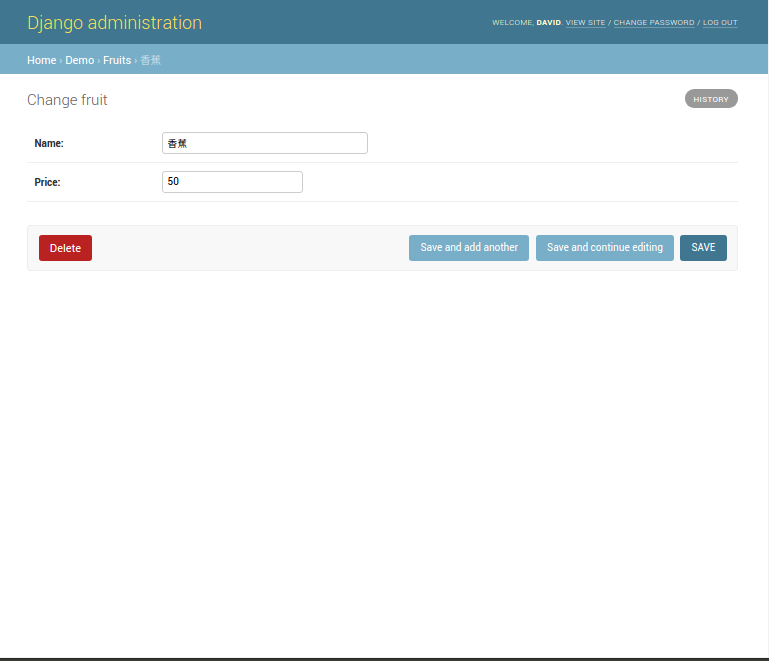 Django administration
WELCOME, DAVID. VIEW SITE / CHANGE PASSWORD / LOG OUT
Home › Demo › Fruits › 香蕉
Change fruit
HISTORY
Name: 香蕉
Price: 50
Delete Save and add another Save and continue editing SAVE